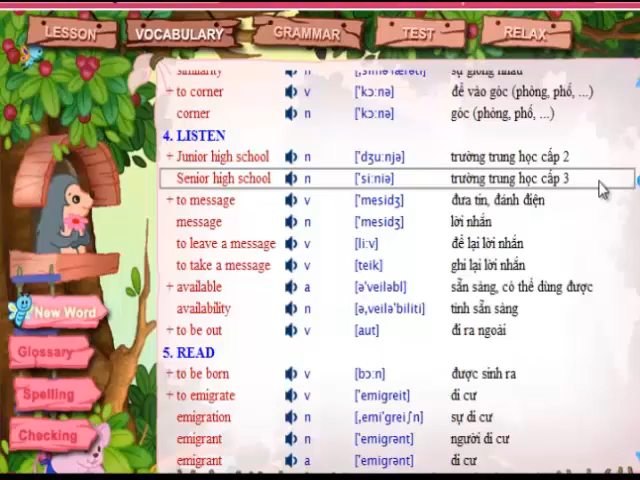 LESSON VOCABULARY GRAMMAR TEST RELAX
similarity n [,simə'lærəti] sự giống nhau
+ to corner v ['kɔ:nə] để vào góc (phòng, phố, ...)
corner n ['kɔ:nə] góc (phòng, phố, ...)
4. LISTEN
+ Junior high school n ['dʒu:njə] trường trung học cấp 2
Senior high school n ['si:niə] trường trung học cấp 3
+ to message v ['mesidʒ] đưa tin, đánh điện
message n ['mesidʒ] lời nhắn
to leave a message v [li:v] để lại lời nhắn
to take a message v [teik] ghi lại lời nhắn
+ available a [ə'veiləbl] sẵn sàng, có thể dùng được
availability n [ə,veilə'biliti] tính sẵn sàng
+ to be out v [aut] đi ra ngoài
5. READ
+ to be born v [bɔ:n] được sinh ra
+ to emigrate v ['emigreit] di cư
emigration n [,emi'greiʃn] sự di cư
emigrant n ['emigrənt] người di cư
emigrant a ['emigrənt] di cư
New Word
Glossary
Spelling
Checking